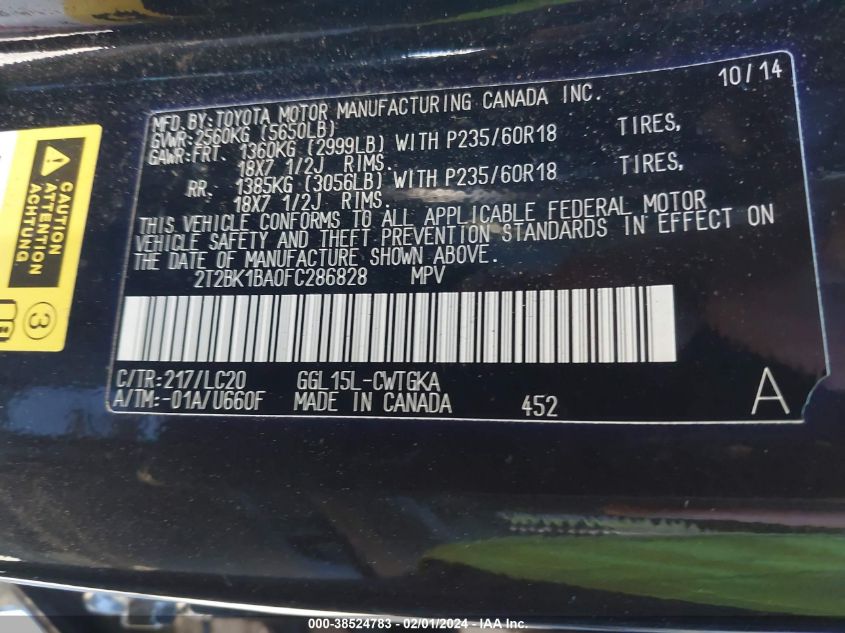 10/14
MFD.BY:TOYOTA MOTOR MANUFACTURING CANADA INC.
GVWR:2560KG (5650LB)
GAWR:FRT. 1360KG (2999LB) WITH P235/60R18 TIRES,
18X7 1/2J RIMS.
RR. 1385KG (3056LB) WITH P235/60R18 TIRES,
18X7 1/2J RIMS.
THIS VEHICLE CONFORMS TO ALL APPLICABLE FEDERAL MOTOR
VEHICLE SAFETY AND THEFT PREVENTION STANDARDS IN EFFECT ON
THE DATE OF MANUFACTURE SHOWN ABOVE.
2T2BK1BA0FC286828 MPV
C/TR:217/LC20 GGL15L-CWTGKA
A/TM:-01A/U660F MADE IN CANADA 452 A
CAUTION
ATTENTION
ACHTUNG
3
000-38524783 - 02/01/2024 - IAA Inc.